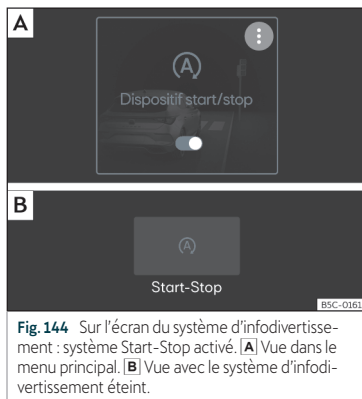 A
Dispositif start/stop
B
Start-Stop
B5C-0161
Fig. 144 Sur l'écran du système d'infodivertisse-
ment : système Start-Stop activé. A Vue dans le
menu principal. B Vue avec le système d'infodi-
vertissement éteint.